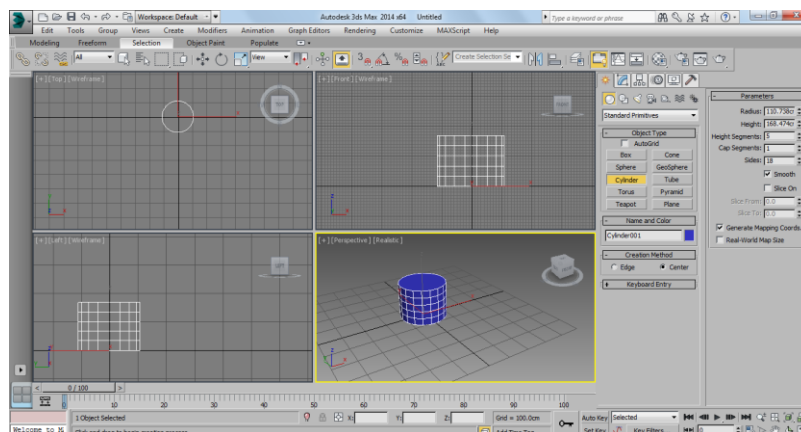 Workspace: Default
Autodesk 3ds Max 2014 x64 Untitled
Type a keyword or phrase
Edit Tools Group Views Create Modifiers Animation Graph Editors Rendering Customize MAXScript Help
Modeling Freeform Selection Object Paint Populate
All
View
Create Selection Se
[+][Top][Wireframe]
[+][Front][Wireframe]
[+][Left][Wireframe]
[+][Perspective][Realistic]
TOP
LEFT
Standard Primitives
- Object Type
AutoGrid
Box Cone
Sphere GeoSphere
Cylinder Tube
Torus Pyramid
Teapot Plane
- Name and Color
Cylinder001
- Creation Method
Edge Center
+ Keyboard Entry
- Parameters
Radius: 110.738c
Height: 168.474c
Height Segments: 5
Cap Segments: 1
Sides: 18
Smooth
Slice On
Slice From: 0.0
Slice To: 0.0
Generate Mapping Coords.
Real-World Map Size
< 0 / 100 >
0 10 20 30 40 50 60 70 80 90 100
1 Object Selected
X: Y: Z:
Grid = 100.0cm
Auto Key Selected
Welcome to M
Set Key Key Filters...